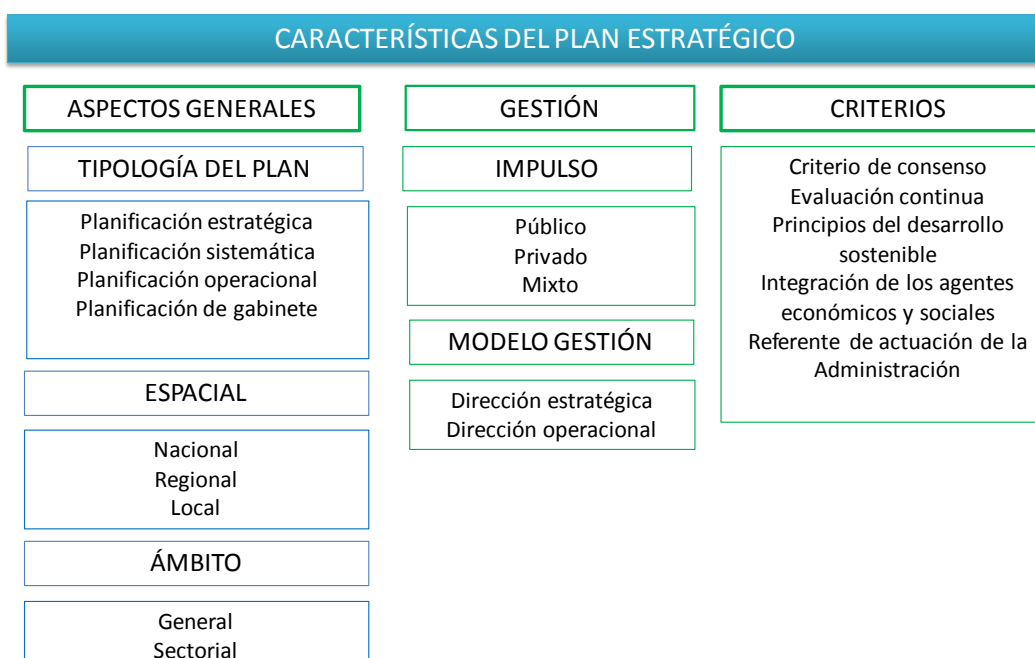 CARACTERÍSTICAS DEL PLAN ESTRATÉGICO
ASPECTOS GENERALES
TIPOLOGÍA DEL PLAN
Planificación estratégica
Planificación sistemática
Planificación operacional
Planificación de gabinete
ESPACIAL
Nacional
Regional
Local
ÁMBITO
General
Sectorial
GESTIÓN
IMPULSO
Público
Privado
Mixto
MODELO GESTIÓN
Dirección estratégica
Dirección operacional
CRITERIOS
Criterio de consenso
Evaluación continua
Principios del desarrollo
sostenible
Integración de los agentes
económicos y sociales
Referente de actuación de la
Administración